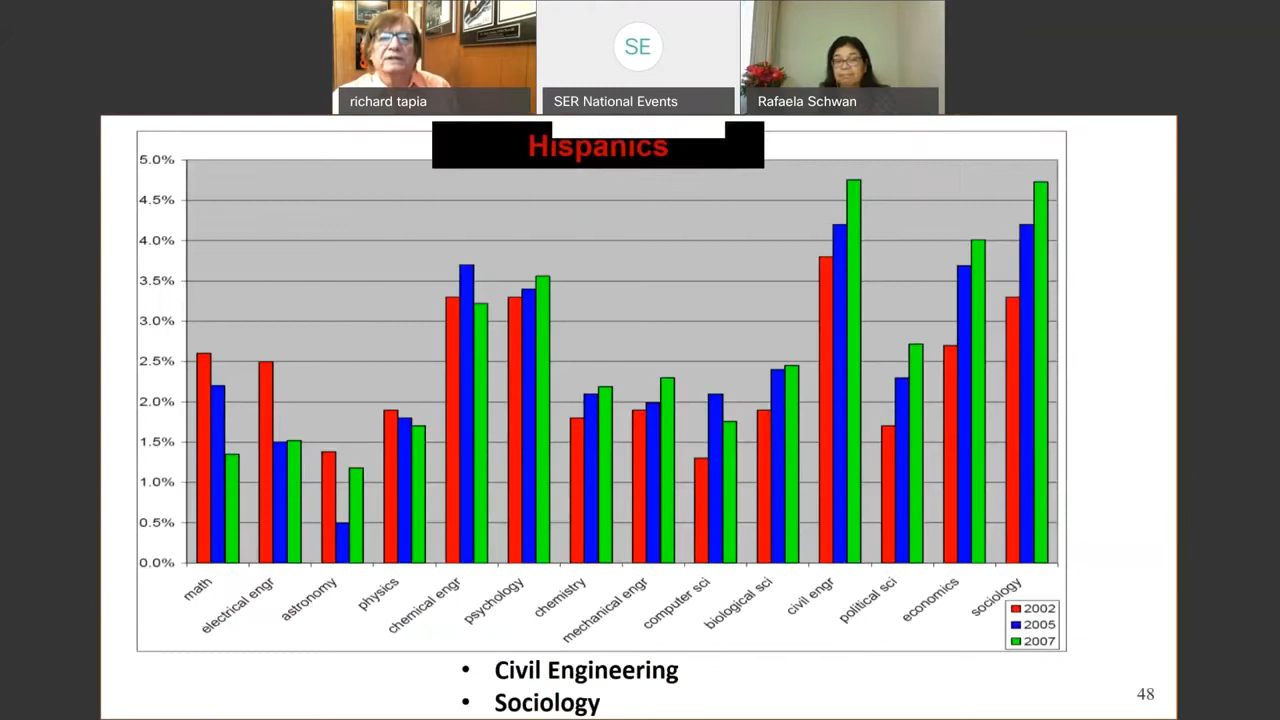 SE
richard tapia
SER National Events
Rafaela Schwan
Hispanics
5.0%
4.5%
4.0%
3.5%
3.0%
2.5%
2.0%
1.5%
1.0%
0.5%
0.0%
math
electrical engr
astronomy
physics
chemical engr
psychology
chemistry
mechanical engr
computer sci
biological sci
civil engr
political sci
economics
sociology
2002
2005
2007
• Civil Engineering
• Sociology
48